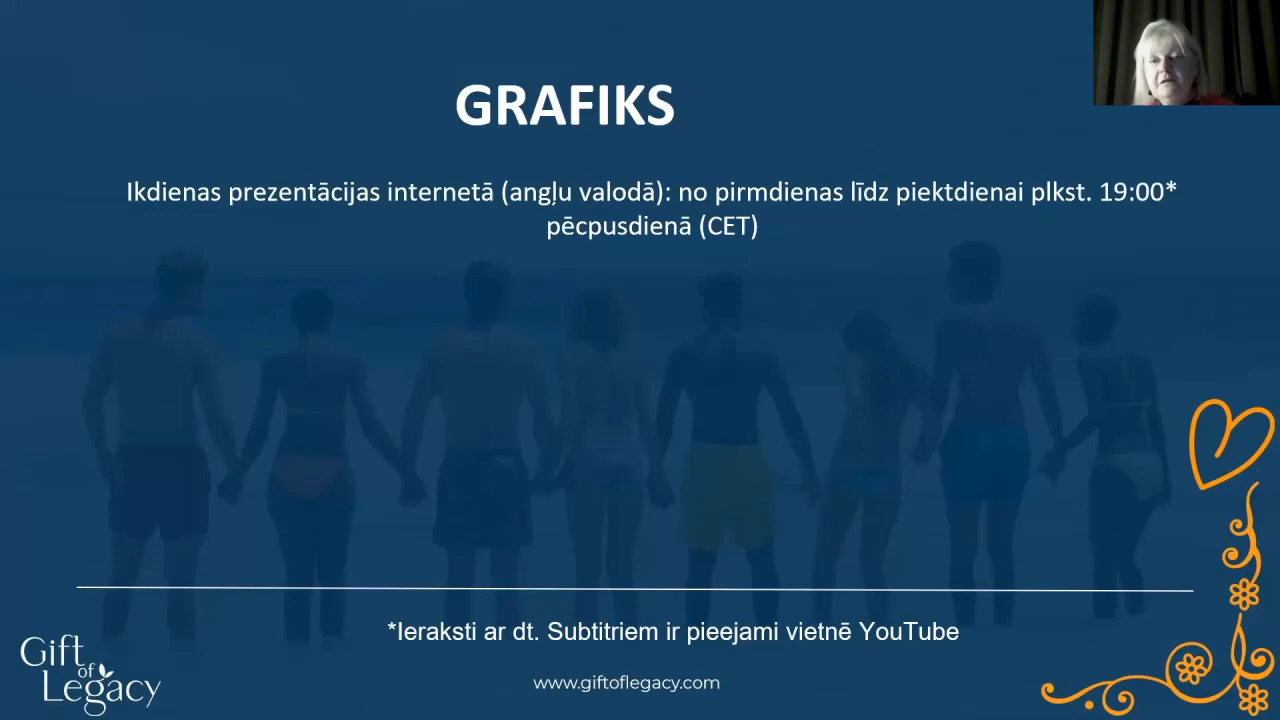 GRAFIKS
Ikdienas prezentācijas internetā (angļu valodā): no pirmdienas līdz piektdienai plkst. 19:00*
pēcpusdienā (CET)
*Ieraksti ar dt. Subtitriem ir pieejami vietnē YouTube
Gift
of
Legacy
www.giftoflegacy.com